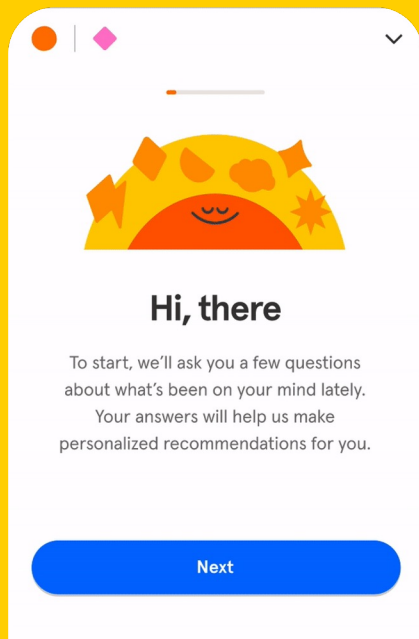 Hi, there
To start, we’ll ask you a few questions
about what’s been on your mind lately.
Your answers will help us make
personalized recommendations for you.
Next